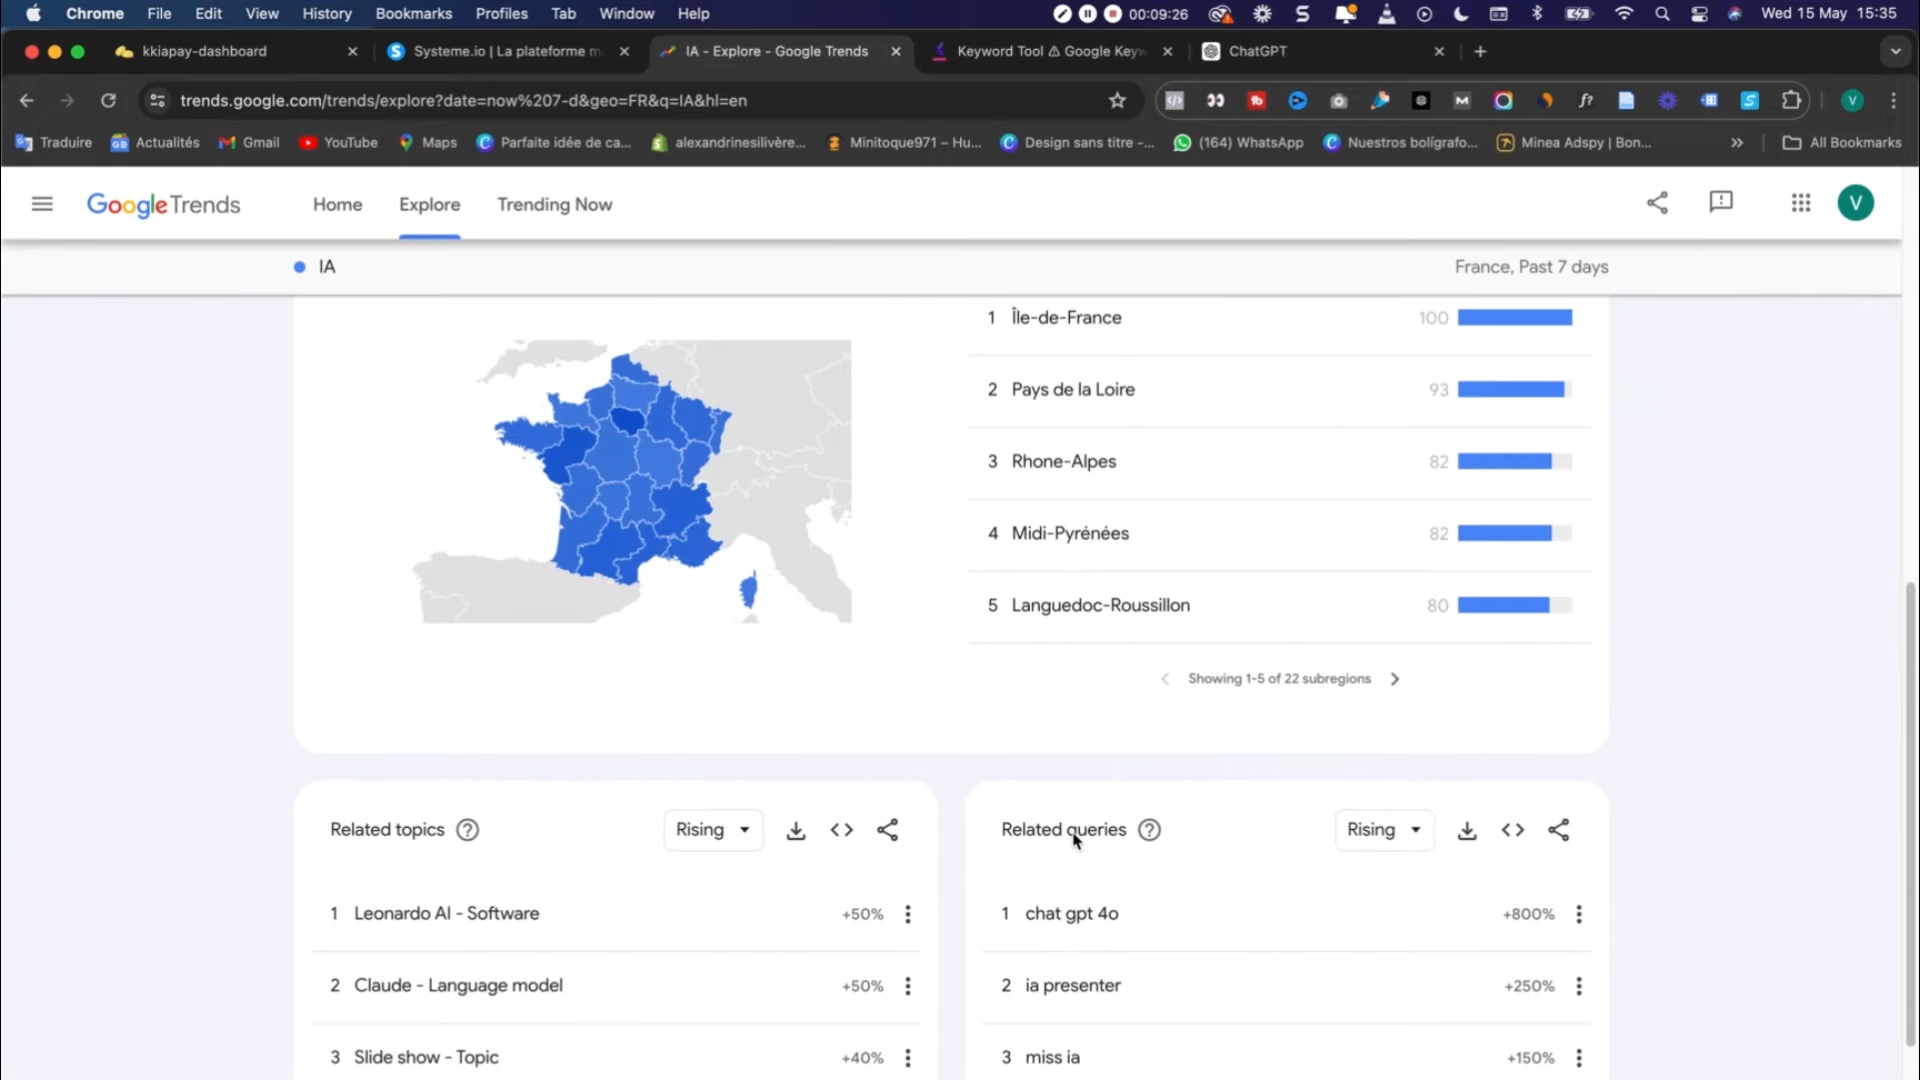 Chrome File Edit View History Bookmarks Profiles Tab Window Help 00:09:26 Wed 15 May 15:35
kkiapay-dashboard Systeme.io | La plateforme m IA - Explore - Google Trends Keyword Tool ⚠ Google Keyw ChatGPT
trends.google.com/trends/explore?date=now%207-d&geo=FR&q=IA&hl=en
Traduire Actualités Gmail YouTube Maps Parfaite idée de ca... alexandrinesilivère... Minitoque971 – Hu... Design sans titre -... (164) WhatsApp Nuestros bolígrafo... Minea Adspy | Bon... All Bookmarks
Google Trends Home Explore Trending Now V
IA France, Past 7 days
1 Île-de-France 100
2 Pays de la Loire 93
3 Rhone-Alpes 82
4 Midi-Pyrénées 82
5 Languedoc-Roussillon 80
Showing 1-5 of 22 subregions
Related topics Rising
1 Leonardo AI - Software +50%
2 Claude - Language model +50%
3 Slide show - Topic +40%
Related queries Rising
1 chat gpt 4o +800%
2 ia presenter +250%
3 miss ia +150%